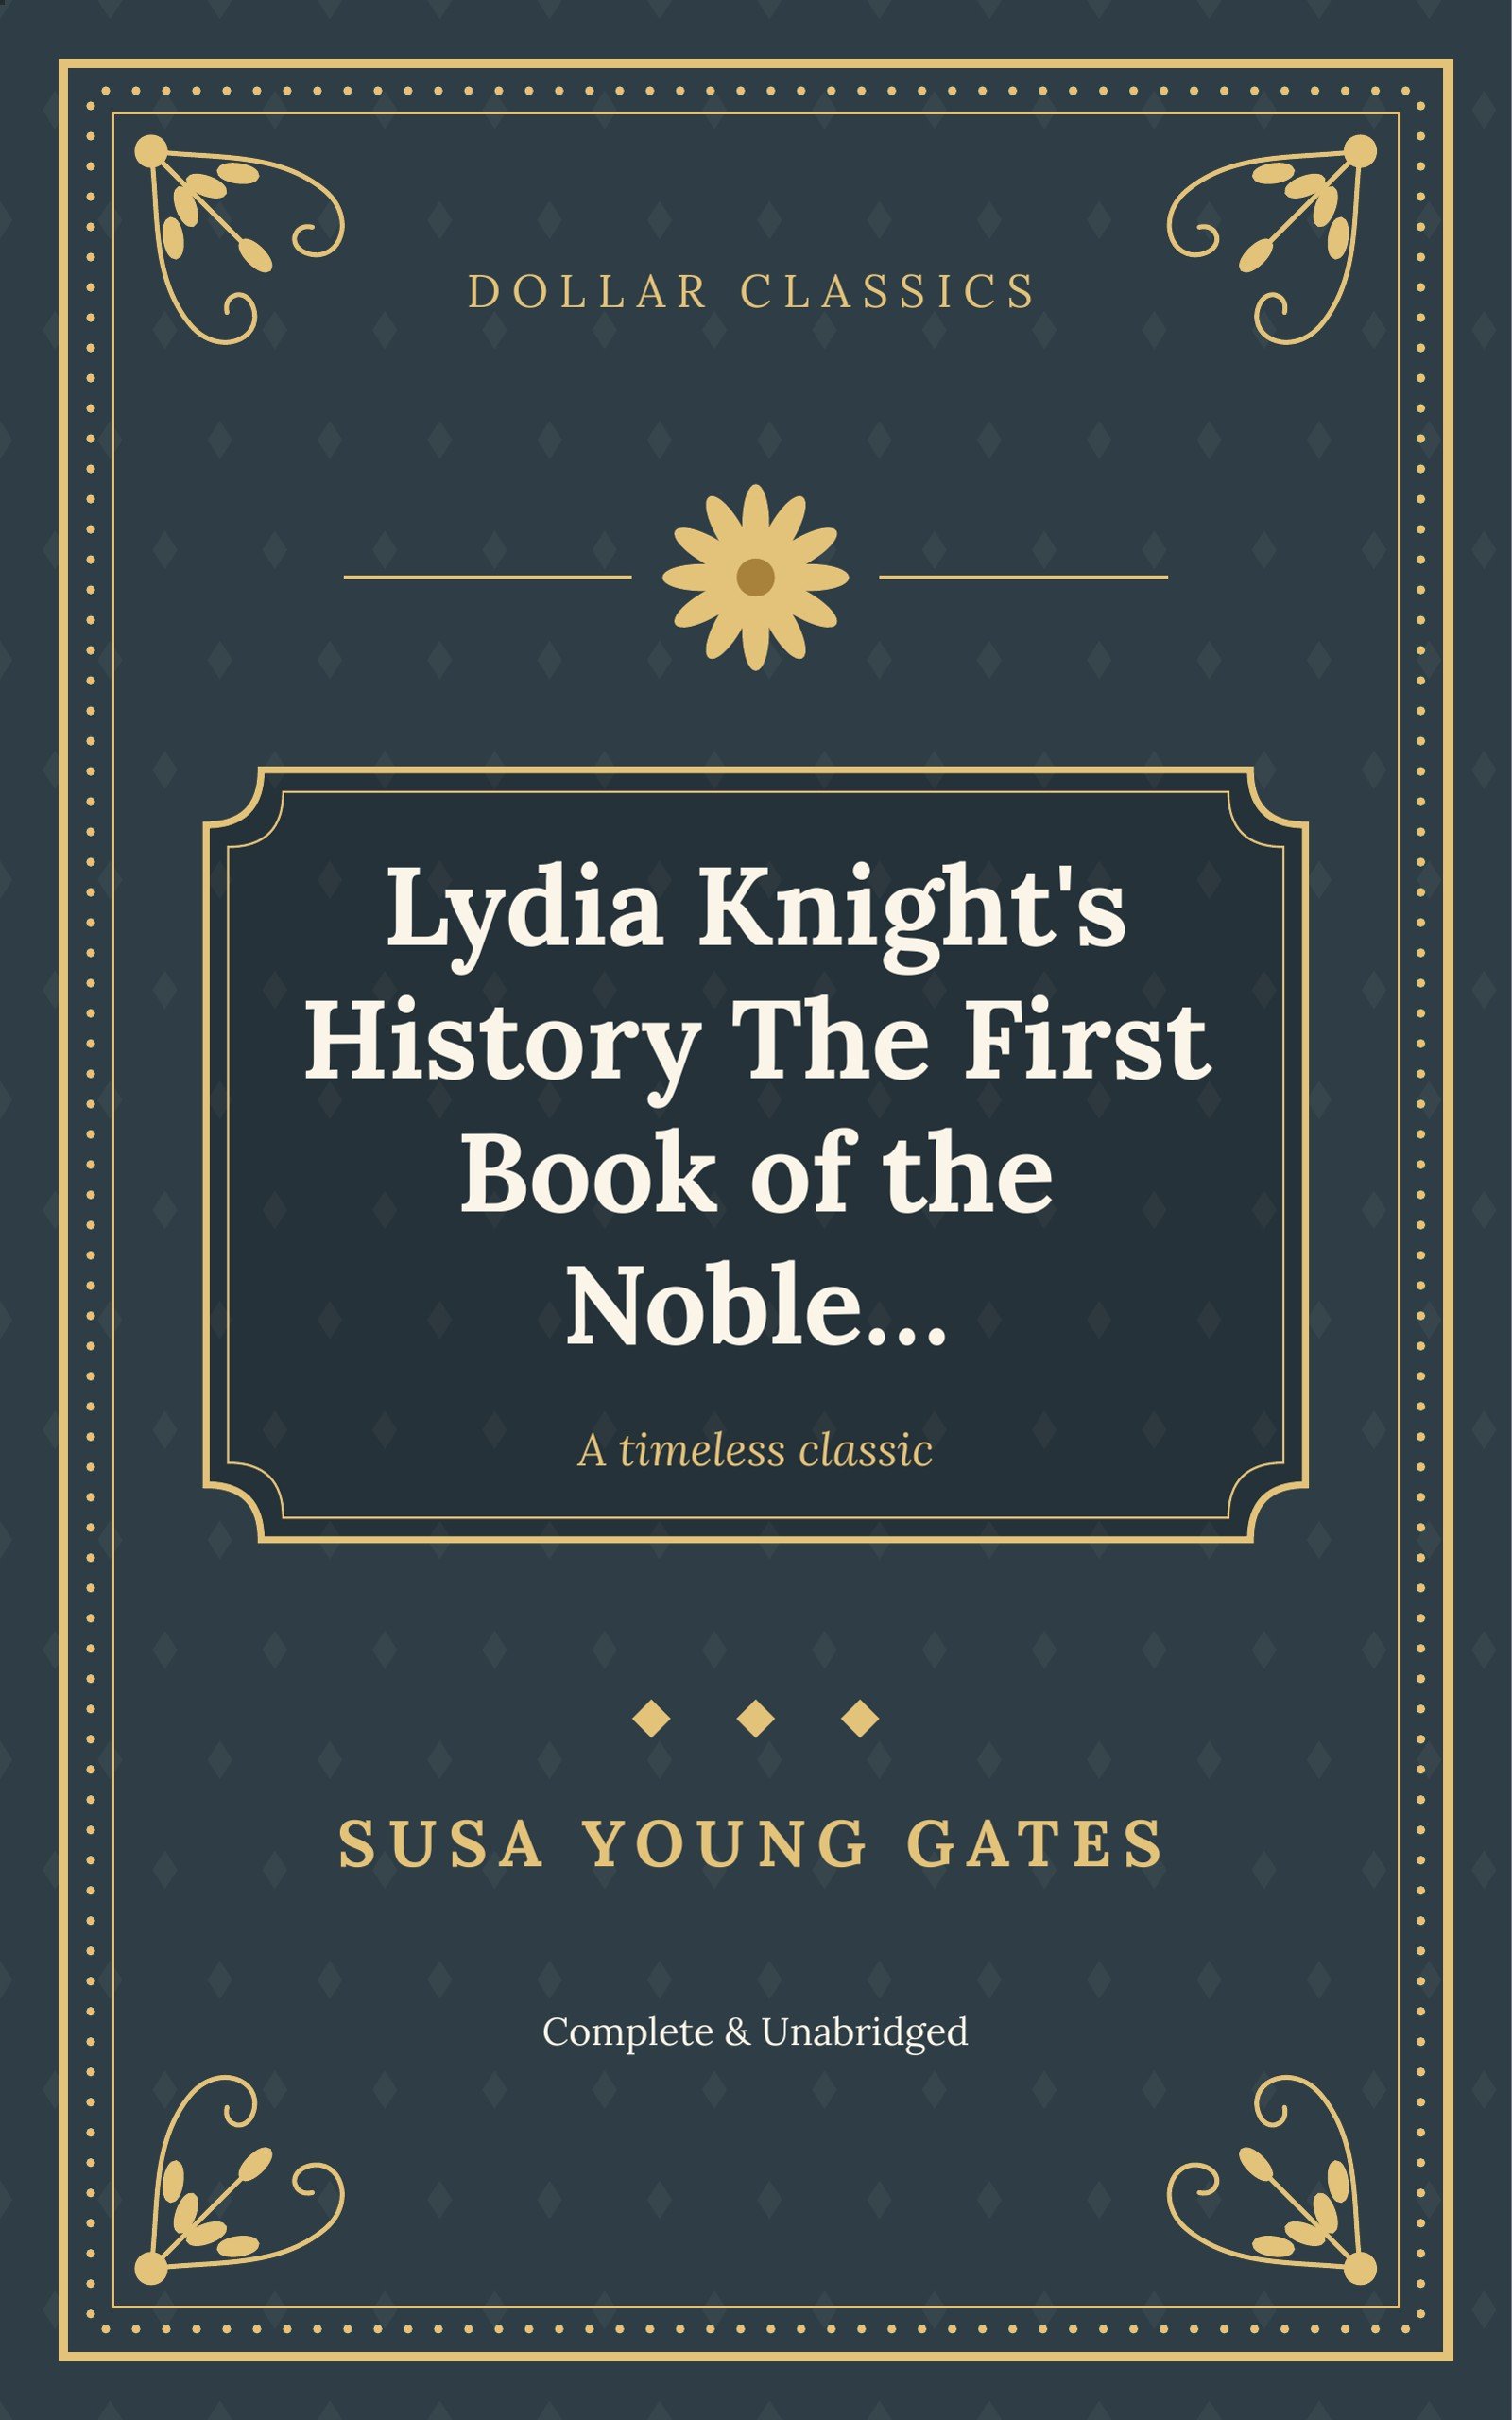 DOLLAR CLASSICS
Lydia Knight's
History The First
Book of the
Noble...
A timeless classic
SUSA YOUNG GATES
Complete & Unabridged